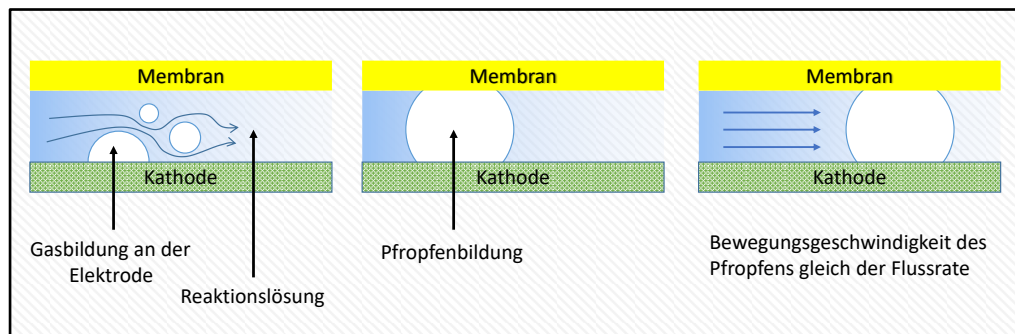 Membran
Kathode
Gasbildung an der
Elektrode
Reaktionslösung
Membran
Kathode
Pfropfenbildung
Membran
Kathode
Bewegungsgeschwindigkeit des
Pfropfens gleich der Flussrate